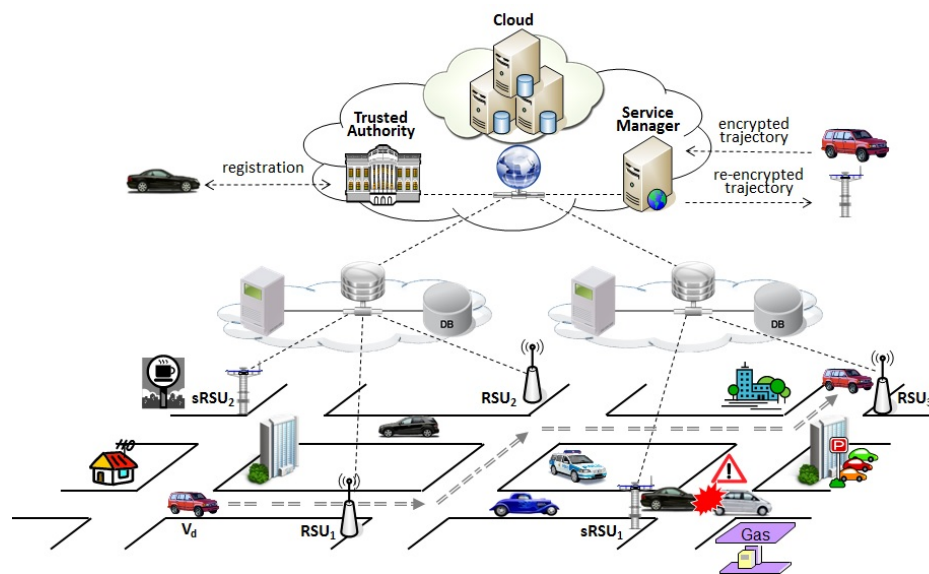 Cloud
Trusted
Authority
Service
Manager
encrypted
trajectory
registration
re-encrypted
trajectory
DB
DB
sRSU2
RSU2
RSU3
P
Vd
RSU1
sRSU1
Gas